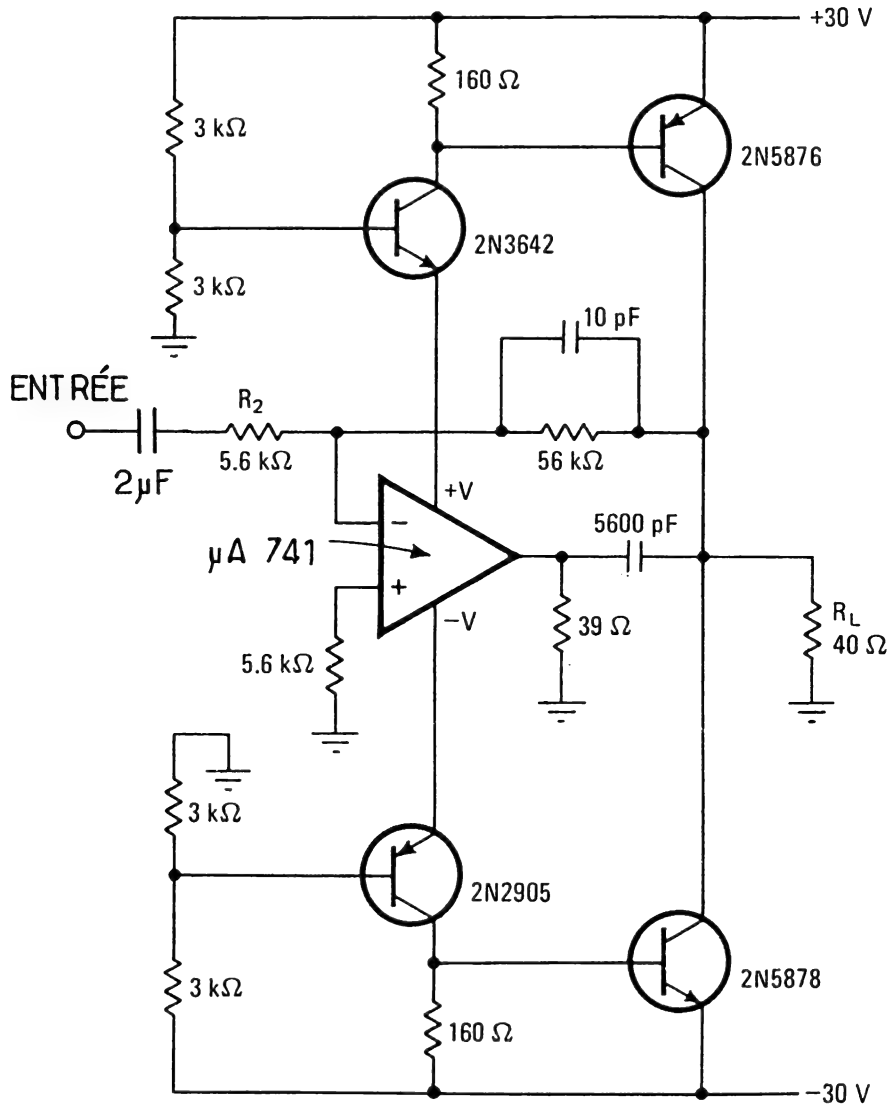 +30 V
160 Ω
3 kΩ
2N5876
2N3642
3 kΩ
10 pF
ENTRÉE
R2
5.6 kΩ
56 kΩ
2µF
+V
5600 pF
−
µA 741
+
−V
39 Ω
RL
40 Ω
5.6 kΩ
3 kΩ
2N2905
3 kΩ
2N5878
160 Ω
−30 V